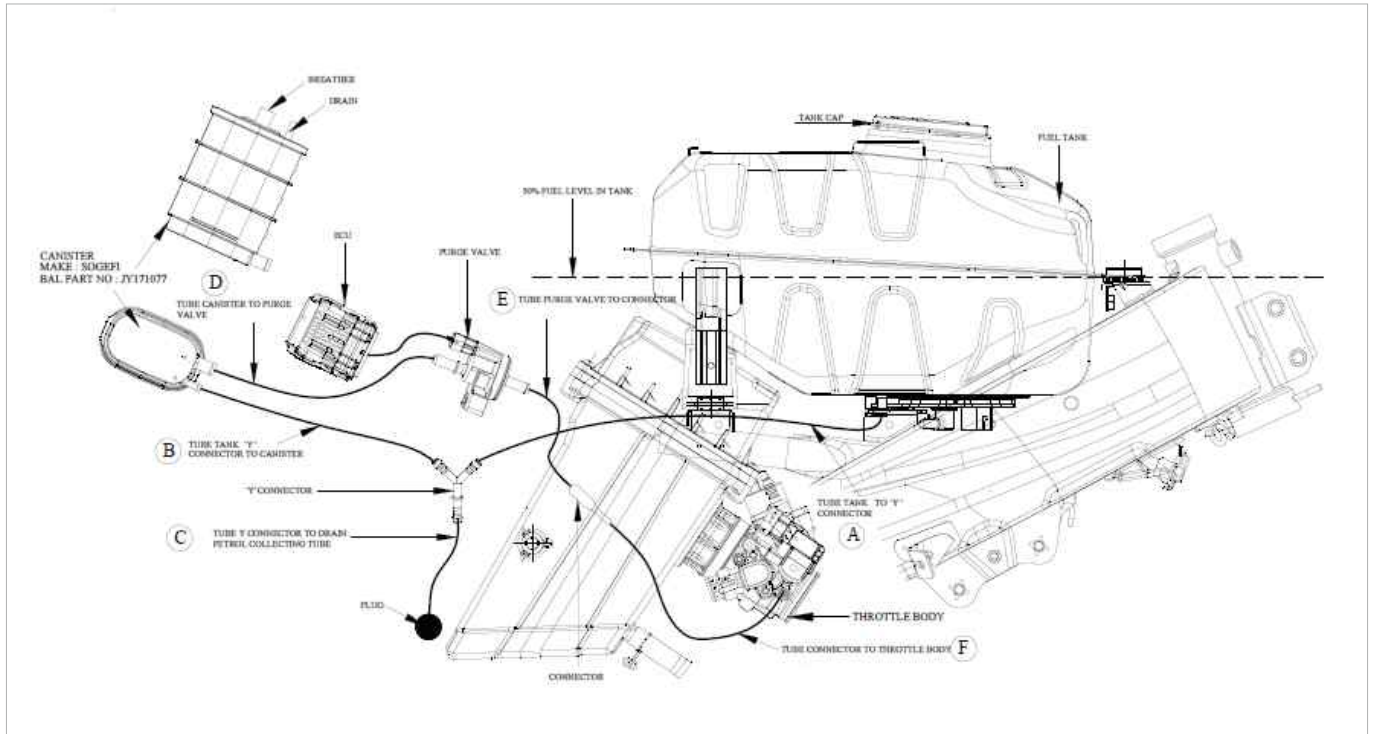 BREATHER
DRAIN
TANK CAP
FUEL TANK
50% FUEL LEVEL IN TANK
ECU
PURGE VALVE
CANISTER
MAKE : SOGEFI
BAL PART NO : JY171077
D
TUBE CANISTER TO PURGE
VALVE
E TUBE PURGE VALVE TO CONNECTOR
B TUBE TANK "Y"
CONNECTOR TO CANISTER
"Y" CONNECTOR
TUBE TANK TO "Y"
CONNECTOR
A
C TUBE Y CONNECTOR TO DRAIN
PETROL COLLECTING TUBE
PLUG
THROTTLE BODY
TUBE CONNECTOR TO THROTTLE BODY F
CONNECTOR